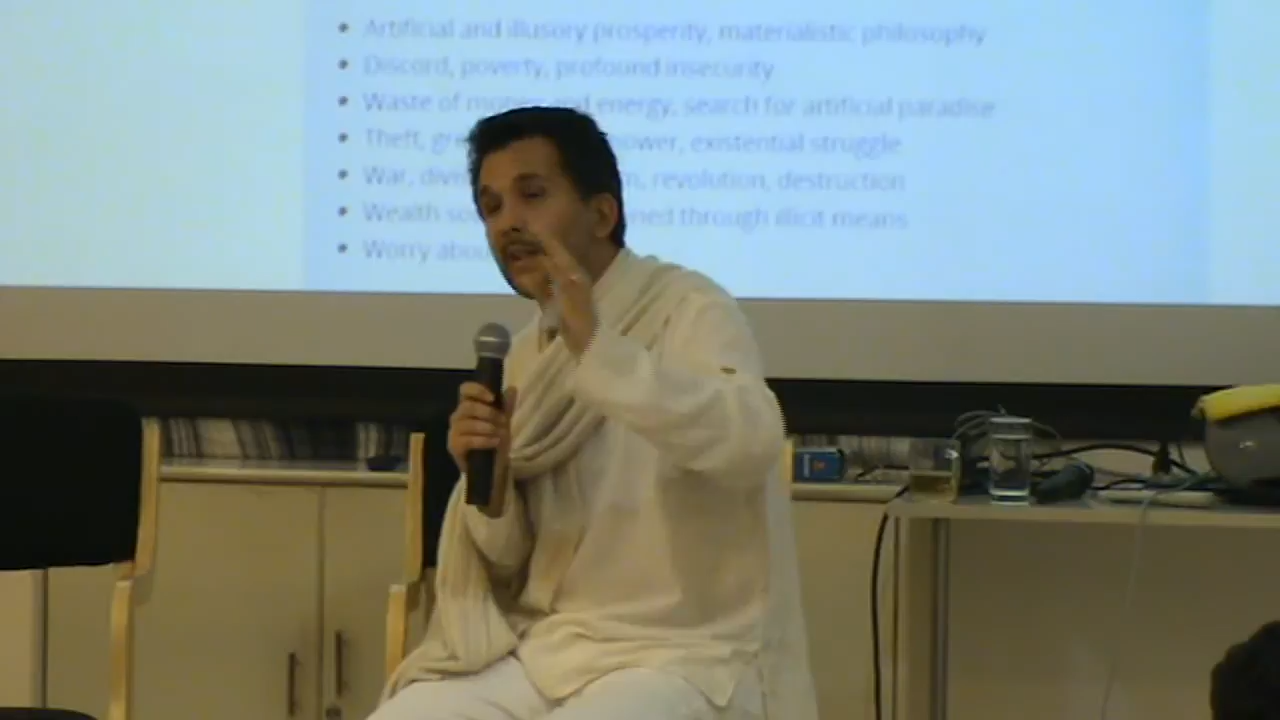 • Artificial and illusory prosperity, materialistic philosophy
• Discord, poverty, profound insecurity
• Waste of money and energy, search for artificial paradise
• Theft, power, existential struggle
• War, revolution, destruction
• Wealth through illicit means
• Worry